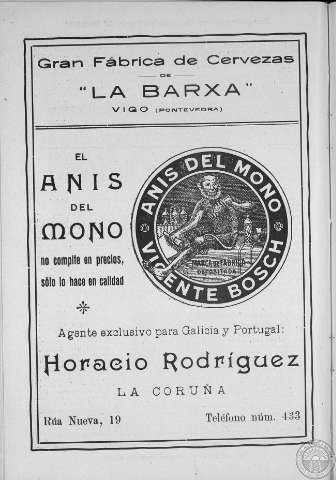 Gran Fábrica de Cervezas
DE
"LA BARXA"
VIGO (PONTEVEDRA)
EL
ANIS
DEL
MONO
no compite en precios,
sólo lo hace en calidad
ANIS DEL MONO
MARCA DE FÁBRICA
DEPOSITADA
VICENTE BOSCH
Agente exclusivo para Galicia y Portugal:
Horacio Rodríguez
LA CORUÑA
Rúa Nueva, 19
Teléfono núm. 433